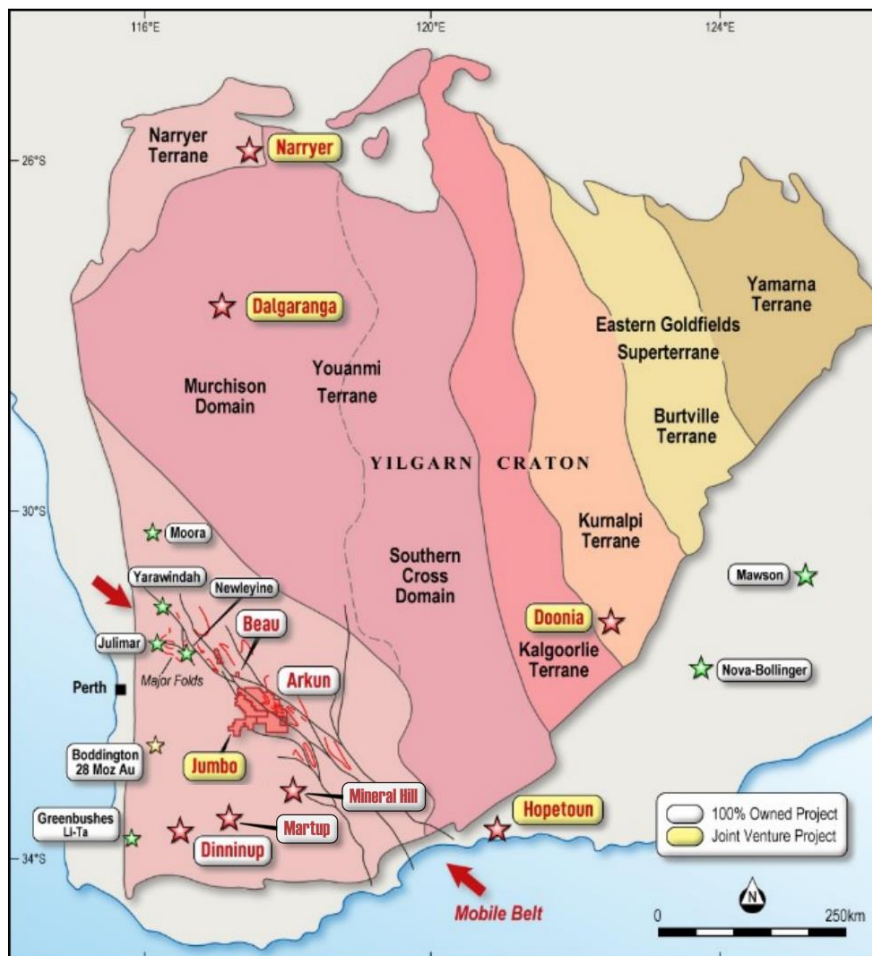 116°E
120°E
124°E
26°S
30°S
34°S
Narryer
Terrane
Narryer
Dalgaranga
Murchison
Domain
Youanmi
Terrane
YILGARN CRATON
Southern
Cross
Domain
Eastern Goldfields
Superterrane
Yamarna
Terrane
Burtville
Terrane
Kurnalpi
Terrane
Doonia
Kalgoorlie
Terrane
Mawson
Nova-Bollinger
Moora
Yarawindah
Newleyine
Beau
Julimar
Major Folds
Arkun
Perth
Boddington
28 Moz Au
Jumbo
Mineral Hill
Greenbushes
Li-Ta
Martup
Dinninup
Hopetoun
Mobile Belt
100% Owned Project
Joint Venture Project
N
0
250km